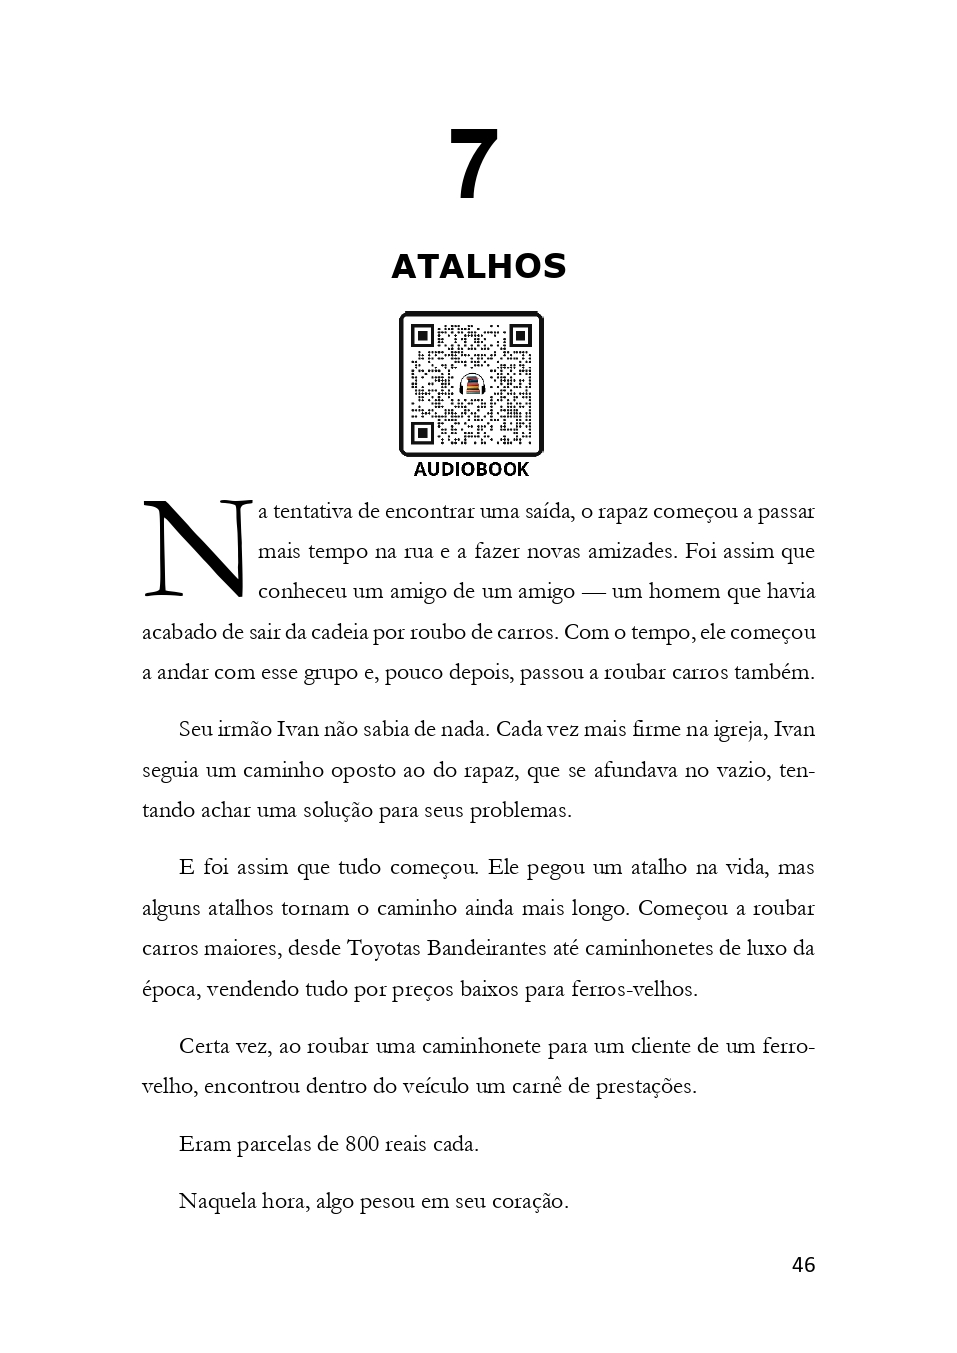 7
ATALHOS
AUDIOBOOK
Na tentativa de encontrar uma saída, o rapaz começou a passar
mais tempo na rua e a fazer novas amizades. Foi assim que
conheceu um amigo de um amigo — um homem que havia
acabado de sair da cadeia por roubo de carros. Com o tempo, ele começou
a andar com esse grupo e, pouco depois, passou a roubar carros também.
Seu irmão Ivan não sabia de nada. Cada vez mais firme na igreja, Ivan
seguia um caminho oposto ao do rapaz, que se afundava no vazio, ten-
tando achar uma solução para seus problemas.
E foi assim que tudo começou. Ele pegou um atalho na vida, mas
alguns atalhos tornam o caminho ainda mais longo. Começou a roubar
carros maiores, desde Toyotas Bandeirantes até caminhonetes de luxo da
época, vendendo tudo por preços baixos para ferros-velhos.
Certa vez, ao roubar uma caminhonete para um cliente de um ferro-
velho, encontrou dentro do veículo um carnê de prestações.
Eram parcelas de 800 reais cada.
Naquela hora, algo pesou em seu coração.
46